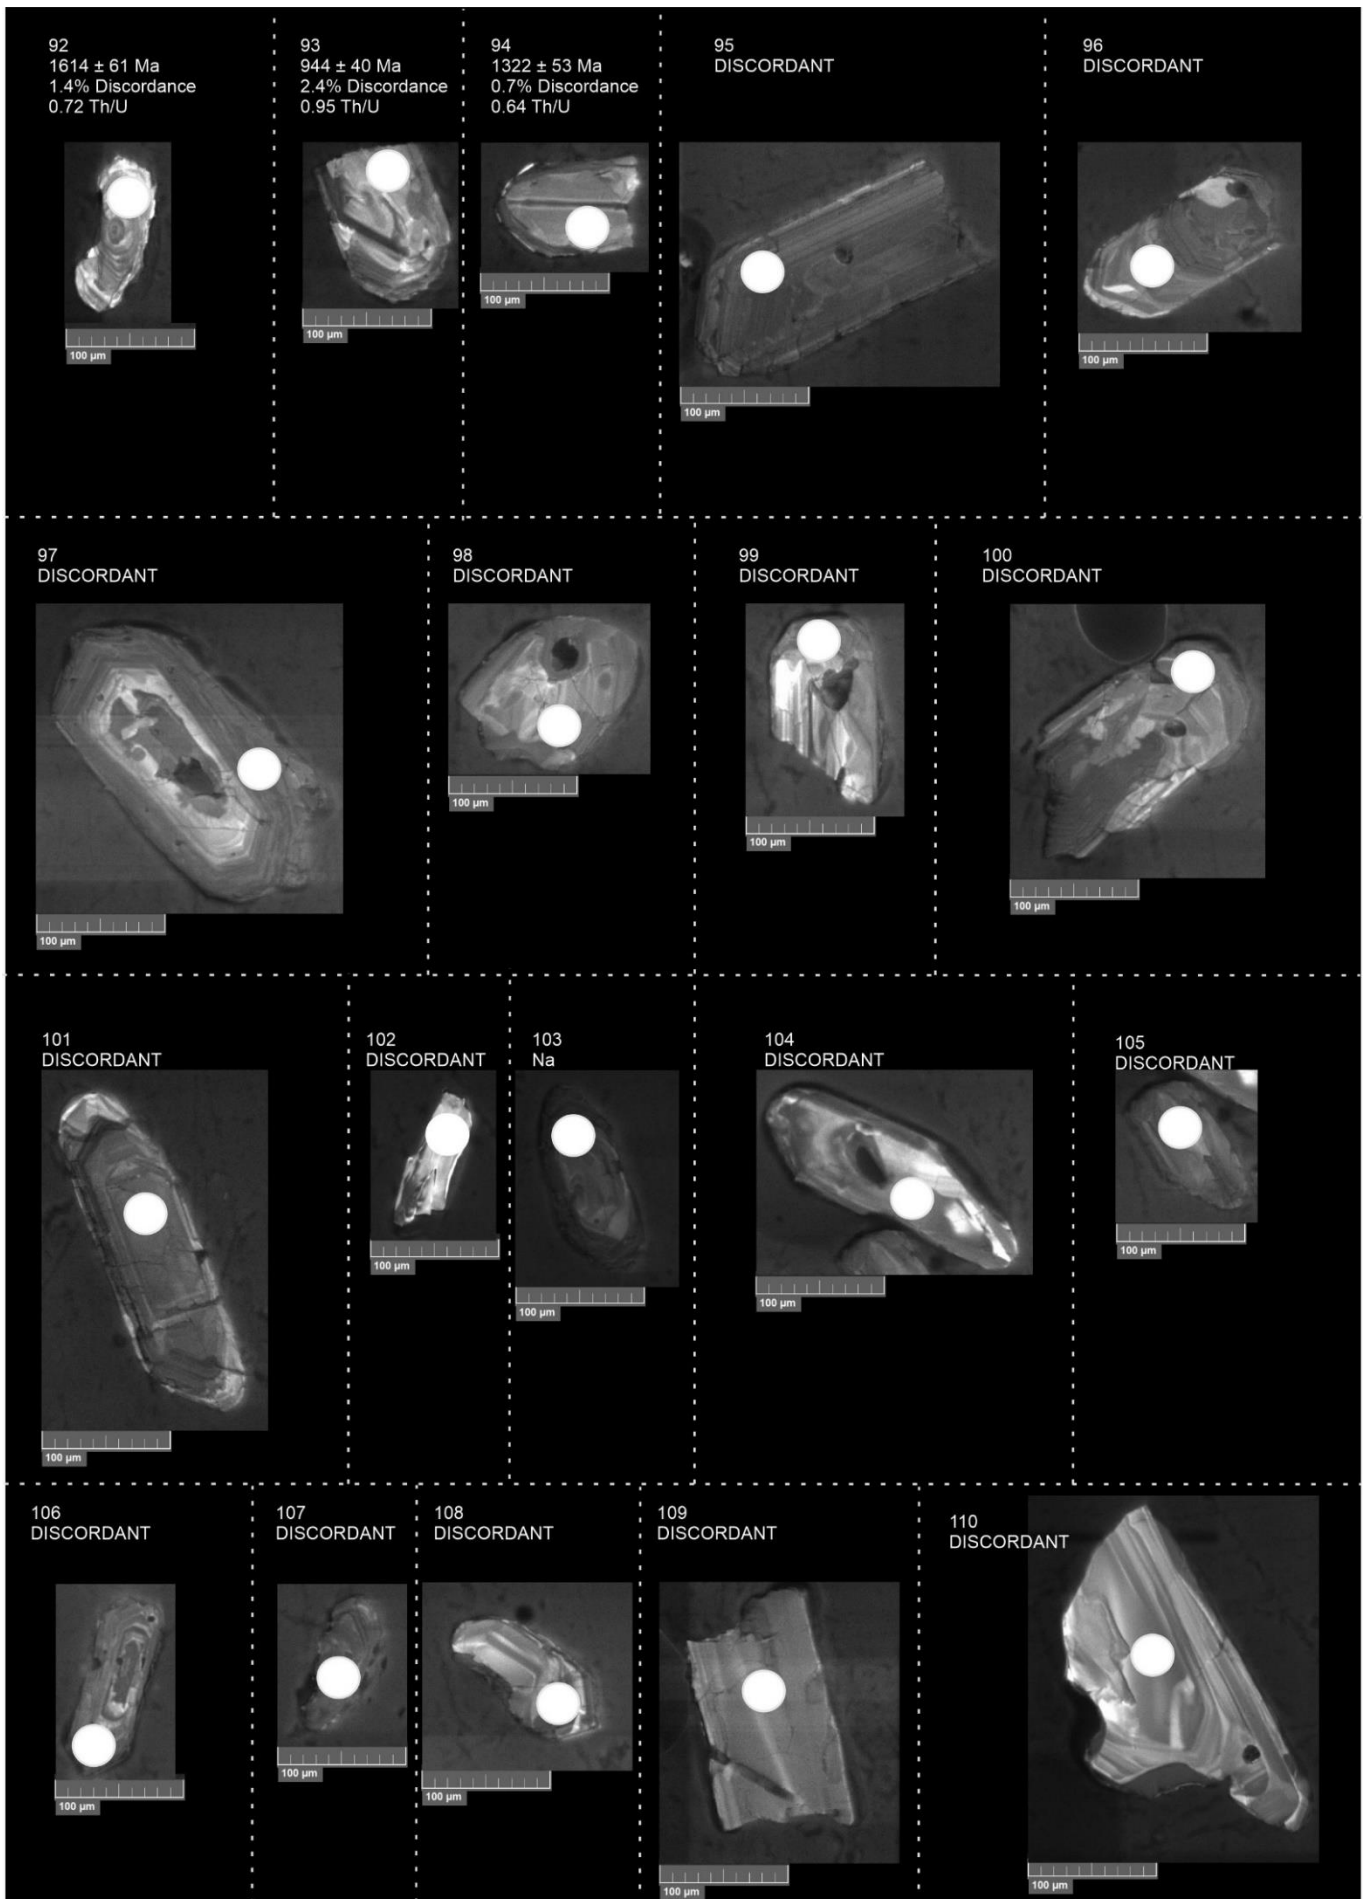 92
1614 ± 61 Ma
1.4% Discordance
0.72 Th/U
93
944 ± 40 Ma
2.4% Discordance
0.95 Th/U
94
1322 ± 53 Ma
0.7% Discordance
0.64 Th/U
95
DISCORDANT
96
DISCORDANT
100 µm
100 µm
100 µm
100 µm
100 µm
97
DISCORDANT
98
DISCORDANT
99
DISCORDANT
100
DISCORDANT
100 µm
100 µm
100 µm
100 µm
101
DISCORDANT
102
DISCORDANT
103
Na
104
DISCORDANT
105
DISCORDANT
100 µm
100 µm
100 µm
100 µm
100 µm
106
DISCORDANT
107
DISCORDANT
108
DISCORDANT
109
DISCORDANT
110
DISCORDANT
100 µm
100 µm
100 µm
100 µm
100 µm